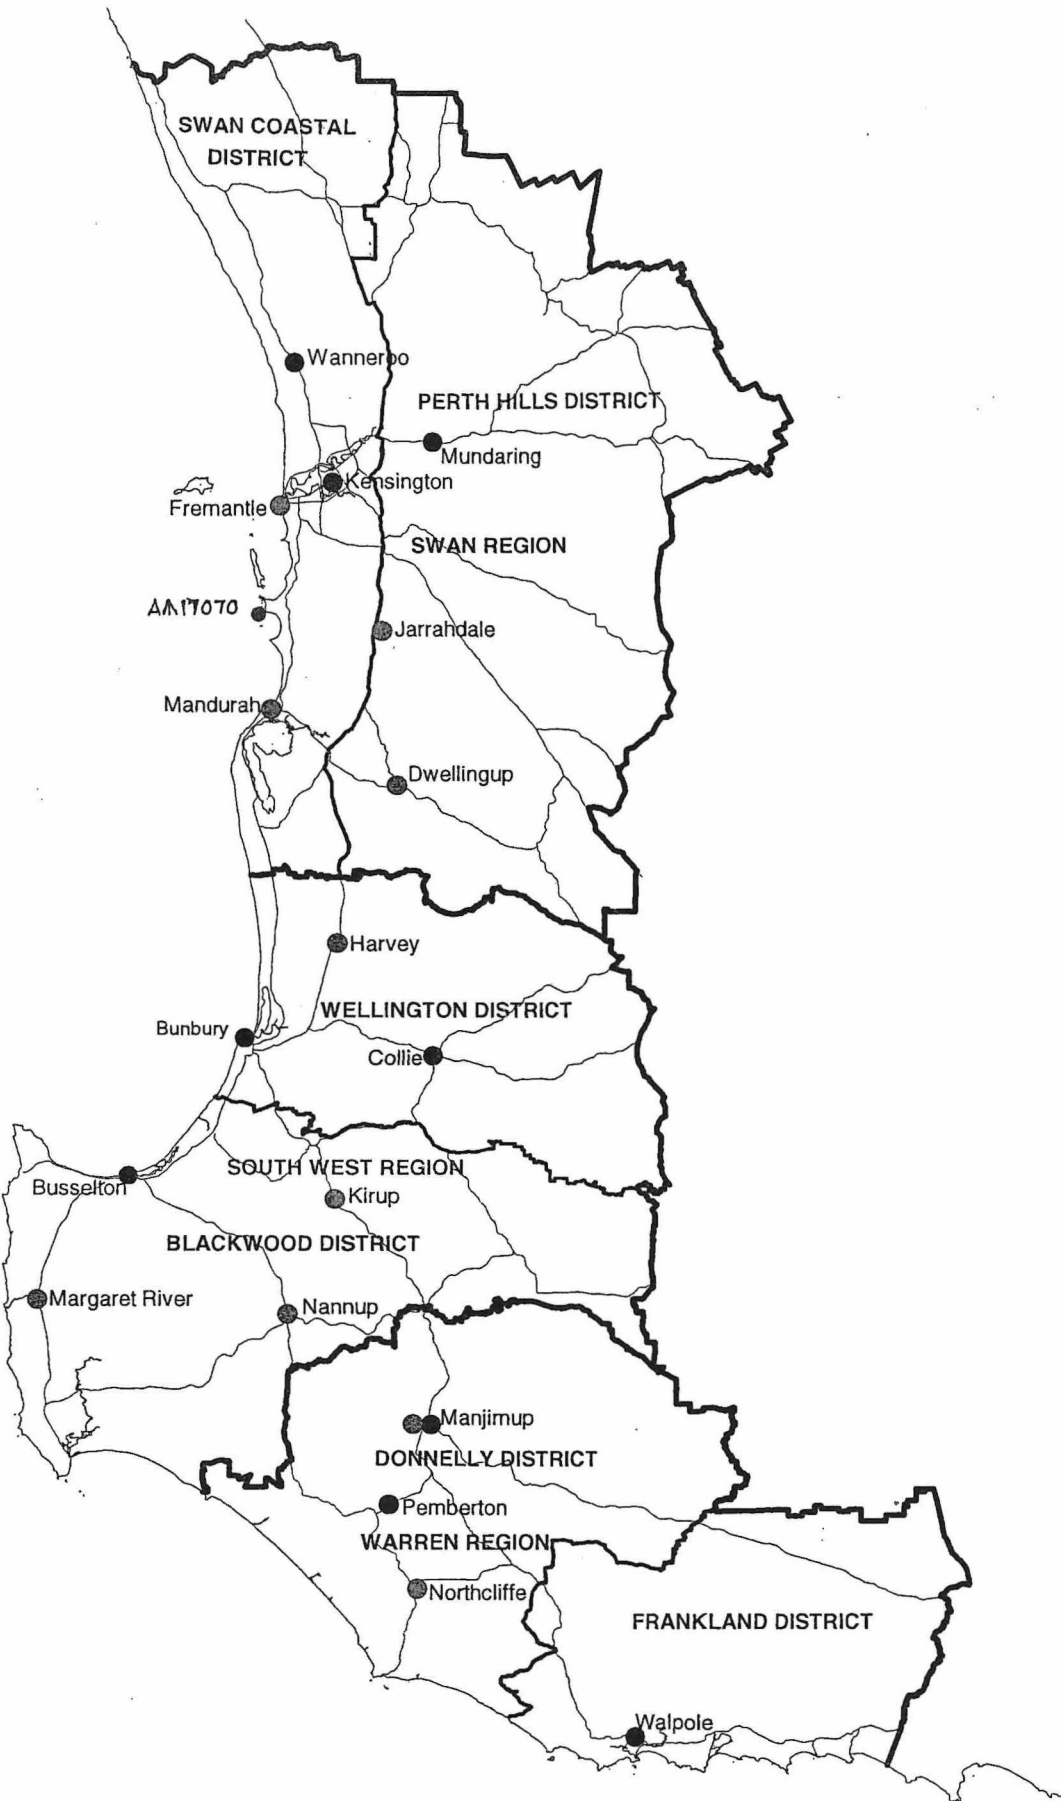 SWAN COASTAL
DISTRICT
Wanneroo
PERTH HILLS DISTRICT
Mundaring
Kensington
Fremantle
SWAN REGION
Jarrahdale
Mandurah
Dwellingup
Harvey
WELLINGTON DISTRICT
Bunbury
Collie
SOUTH WEST REGION
Busselton
Kirup
BLACKWOOD DISTRICT
Margaret River
Nannup
Manjimup
DONNELLY DISTRICT
Pemberton
WARREN REGION
Northcliffe
FRANKLAND DISTRICT
Walpole